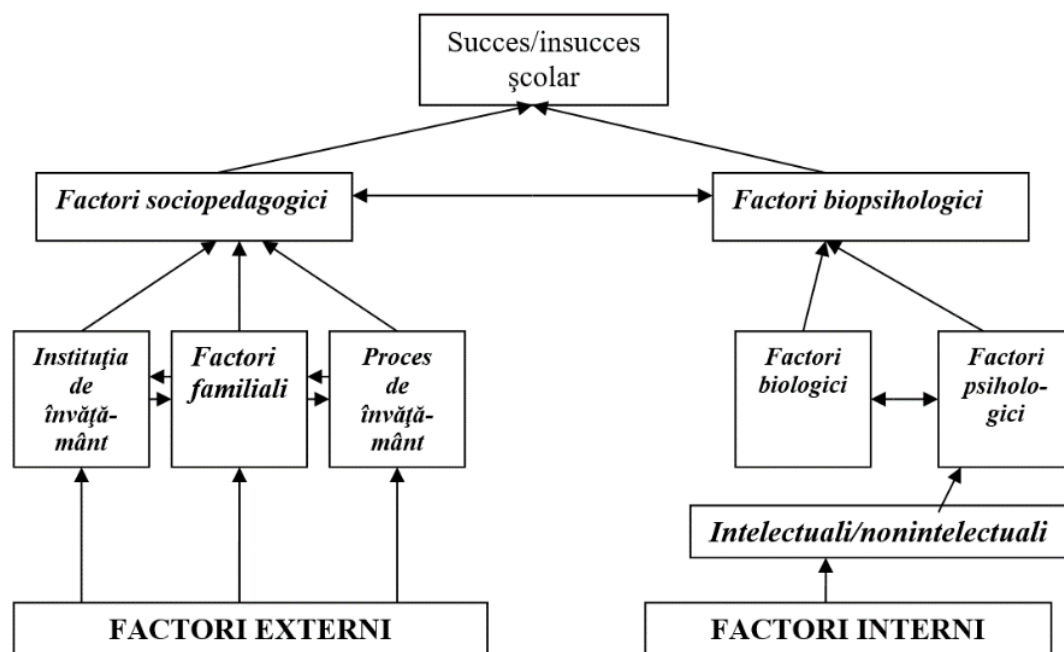 Succes/insucces
şcolar
Factori sociopedagogici
Factori biopsihologici
Instituţia
de
învăţă-
mânt
Factori
familiali
Proces
de
învăţă-
mânt
Factori
biologici
Factori
psiholo-
gici
Intelectuali/nonintelectuali
FACTORI EXTERNI
FACTORI INTERNI